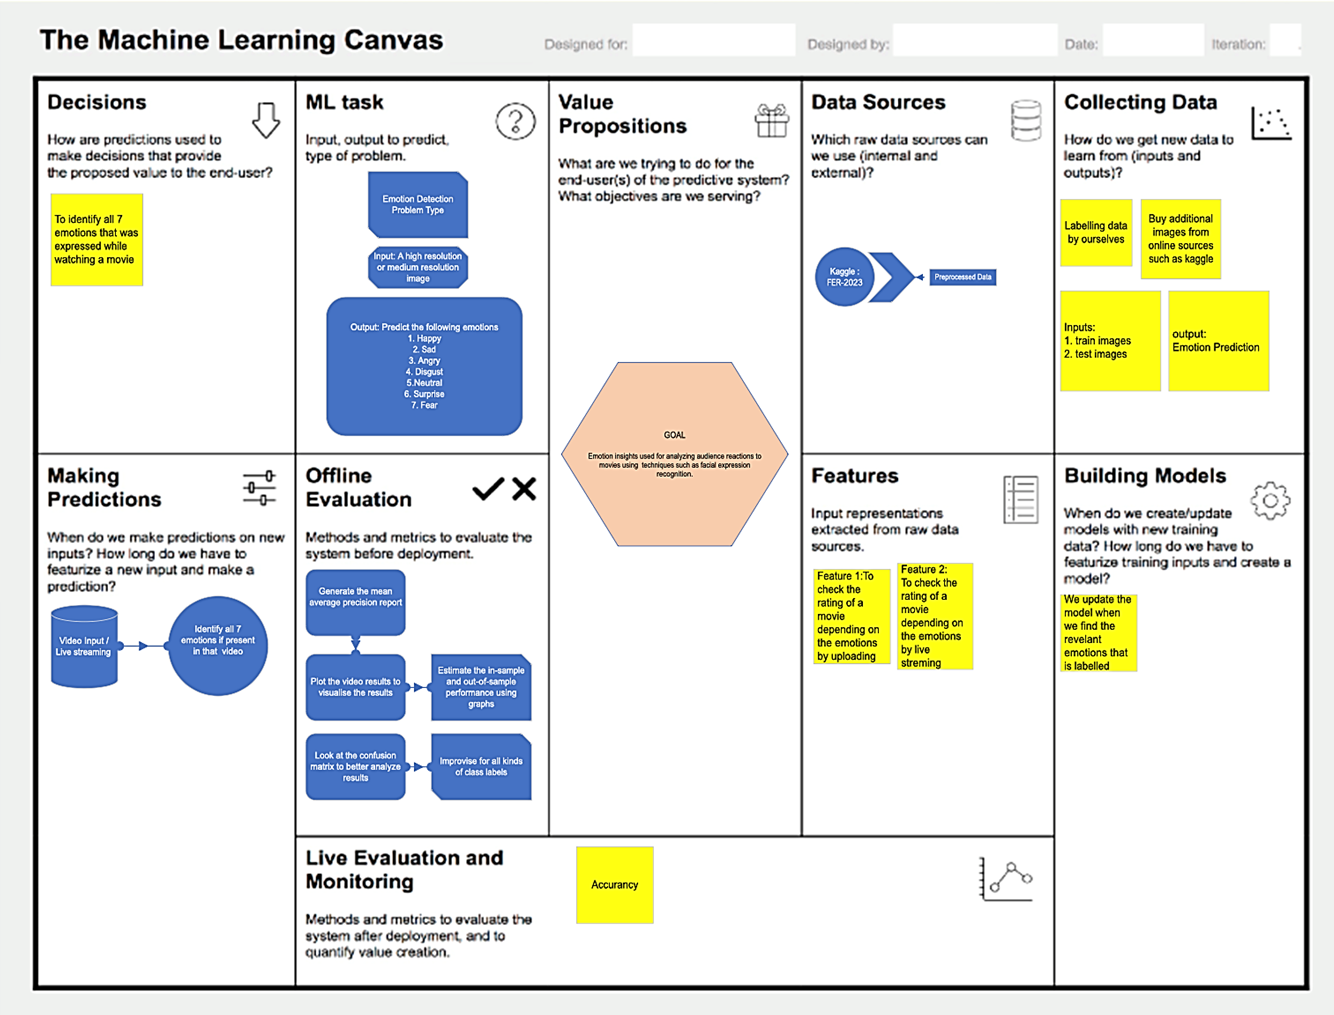 The Machine Learning Canvas
Designed for:
Designed by:
Date:
Iteration:
Decisions
How are predictions used to
make decisions that provide
the proposed value to the end-user?
To identify all 7
emotions that was
expressed while
watching a movie
ML task
Input, output to predict,
type of problem.
Emotion Detection
Problem Type
Input: A high resolution
or medium resolution
image
Output: Predict the following emotions
1. Happy
2. Sad
3. Angry
4. Disgust
5.Neutral
6. Surprise
7. Fear
Value
Propositions
What are we trying to do for the
end-user(s) of the predictive system?
What objectives are we serving?
GOAL
Emotion insights used for analyzing audience reactions to
movies using techniques such as facial expression
recognition.
Data Sources
Which raw data sources can
we use (internal and
external)?
Kaggle :
FER-2023
Preprocessed Data
Collecting Data
How do we get new data to
learn from (inputs and
outputs)?
Labelling data
by ourselves
Buy additional
images from
online sources
such as kaggle
Inputs:
1. train images
2. test images
output:
Emotion Prediction
Making
Predictions
When do we make predictions on new
inputs? How long do we have to
featurize a new input and make a
prediction?
Video Input /
Live streaming
Identify all 7
emotions if present
in that video
Offline
Evaluation
Methods and metrics to evaluate the
system before deployment.
Generate the mean
average precision report
Plot the video results to
visualise the results
Estimate the in-sample
and out-of-sample
performance using
graphs
Look at the confusion
matrix to better analyze
results
Improvise for all kinds
of class labels
Features
Input representations
extracted from raw data
sources.
Feature 1:To
check the
rating of a
movie
depending on
the emotions
by uploading
Feature 2:
To check the
rating of a
movie
depending on
the emotions
by live
streming
Building Models
When do we create/update
models with new training
data? How long do we have to
featurize training inputs and create a
model?
We update the
model when
we find the
revelant
emotions that
is labelled
Live Evaluation and
Monitoring
Methods and metrics to evaluate the
system after deployment, and to
quantify value creation.
Accurancy